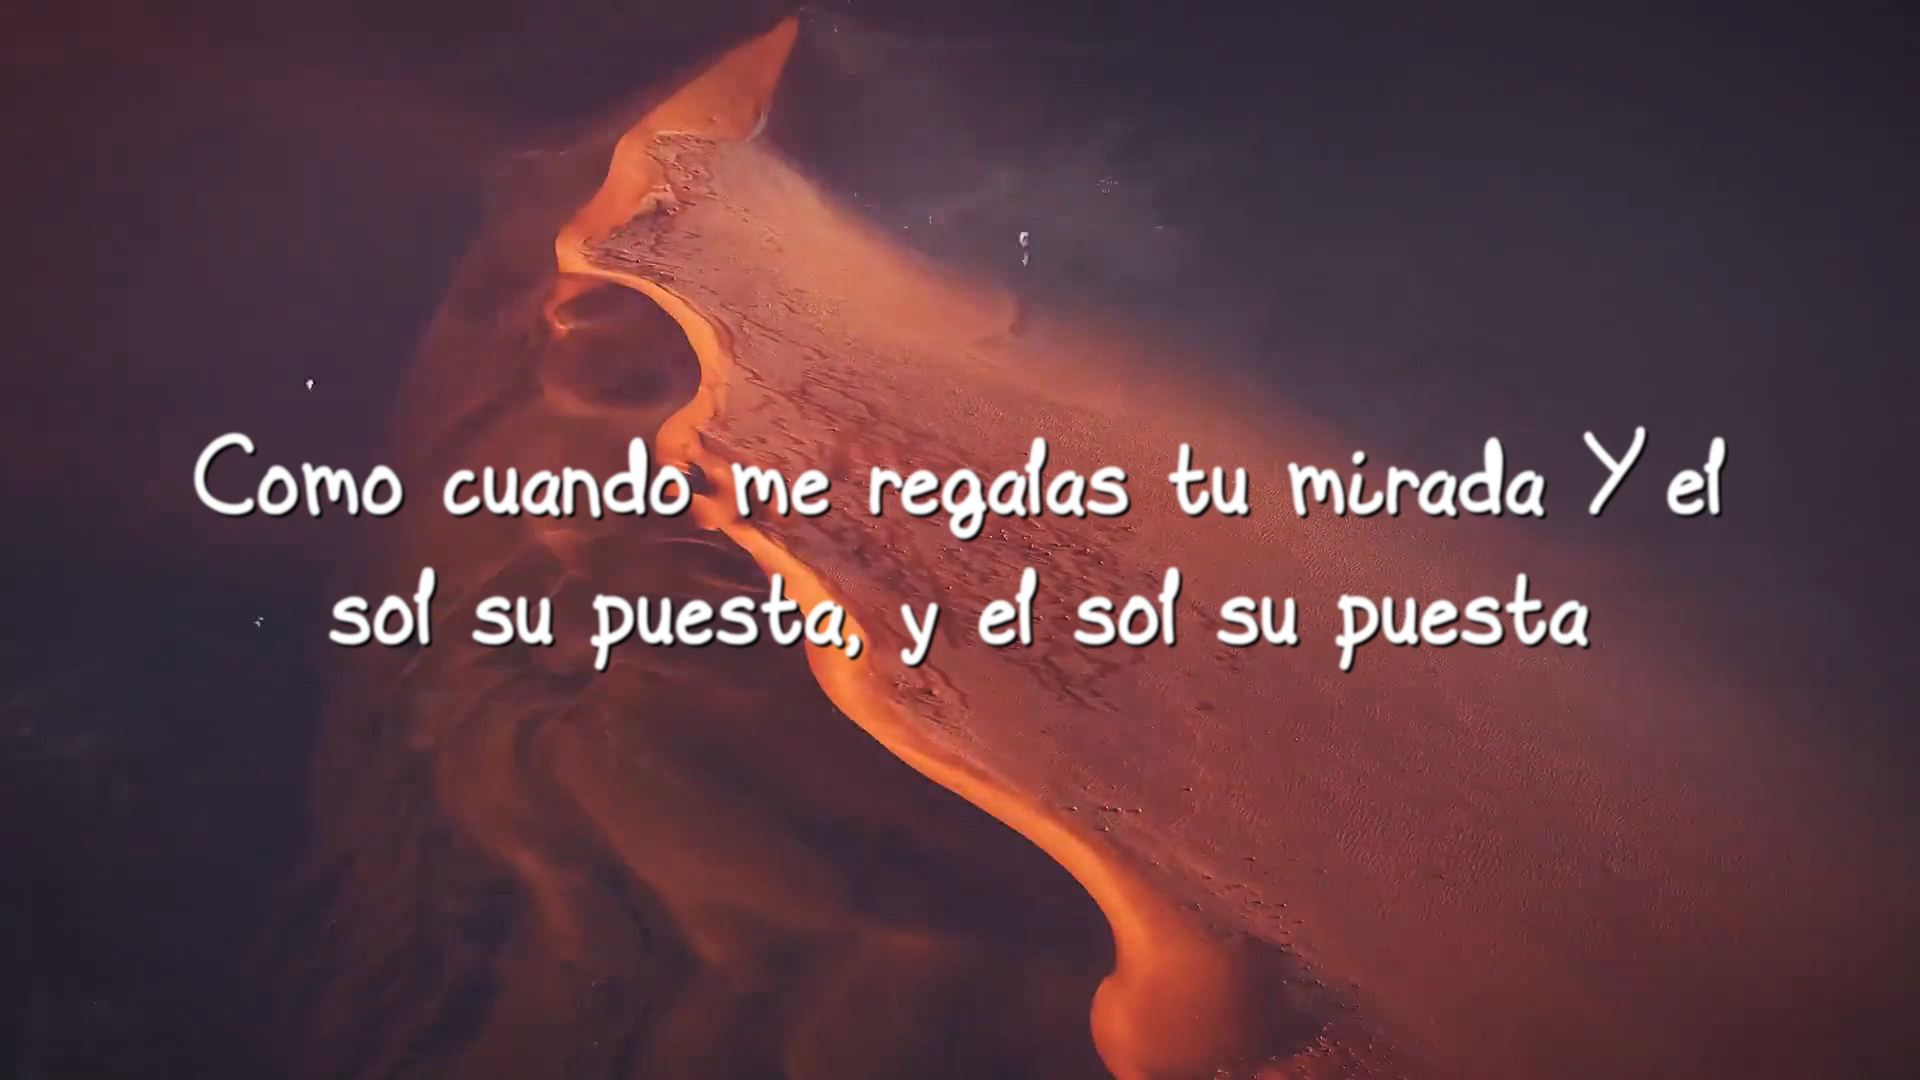 Como cuando me regalas tu mirada Y el
sol su puesta, y el sol su puesta